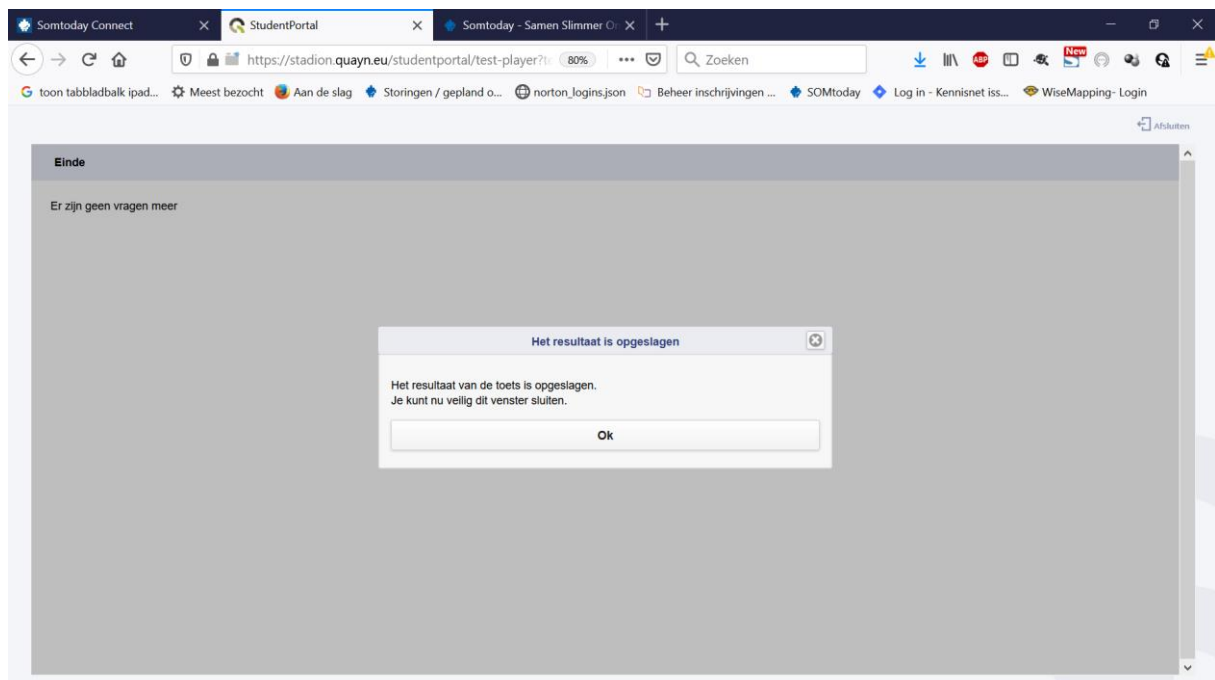 Somtoday Connect
StudentPortal
Somtoday - Samen Slimmer O
https://stadion.quayn.eu/studentportal/test-player?
80%
Zoeken
ABP
New
toon tabbladbalk ipad...
Meest bezocht
Aan de slag
Storingen / gepland o...
norton_logins.json
Beheer inschrijvingen ...
SOMtoday
Log in - Kennisnet iss...
WiseMapping- Login
Afsluiten
Einde
Er zijn geen vragen meer
Het resultaat is opgeslagen
Het resultaat van de toets is opgeslagen.
Je kunt nu veilig dit venster sluiten.
Ok